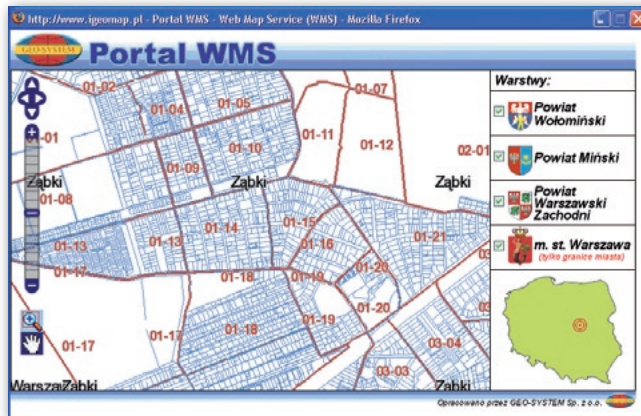 http://www.igeomap.pl - Portal WMS - Web Map Service (WMS) - Mozilla Firefox
GEO-SYSTEM
Portal WMS
Warstwy:
Powiat
Wołomiński
Powiat Miński
Powiat
Warszawski
Zachodni
m. st. Warszawa
(tylko granice miasta)
01-02
01-04
01-05
01-07
01-01
01-11
01-12
01-10
02-01
01-09
Ząbki
Ząbki
Ząbki
01-08
01-13
01-13
01-14
01-15
01-16
01-21
01-17
01-18
01-19
01-20
03
01-17
01-17
01-18
01-19
01-20
03
03-04
03-03
Warszawa
Ząbki
Ząbki
Opracowano przez GEO-SYSTEM Sp. z o.o.